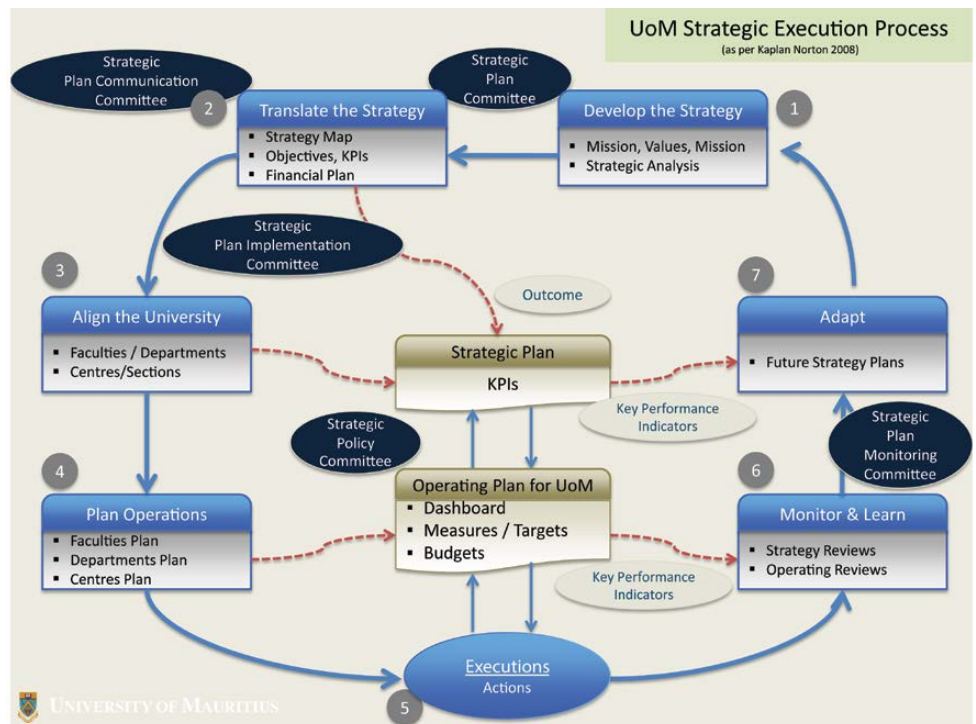 UoM Strategic Execution Process
(as per Kaplan Norton 2008)
Strategic
Plan Communication
Committee
Strategic
Plan
Committee
2
Translate the Strategy
▪ Strategy Map
▪ Objectives, KPIs
▪ Financial Plan
Develop the Strategy
▪ Mission, Values, Mission
▪ Strategic Analysis
1
Strategic
Plan Implementation
Committee
3
Align the University
▪ Faculties / Departments
▪ Centres/Sections
Outcome
Strategic Plan
KPIs
7
Adapt
▪ Future Strategy Plans
Key Performance
Indicators
Strategic
Policy
Committee
Strategic
Plan
Monitoring
Committee
4
Plan Operations
▪ Faculties Plan
▪ Departments Plan
▪ Centres Plan
Operating Plan for UoM
▪ Dashboard
▪ Measures / Targets
▪ Budgets
6
Monitor & Learn
▪ Strategy Reviews
▪ Operating Reviews
Key Performance
Indicators
Executions
Actions
5
UNIVERSITY OF MAURITIUS